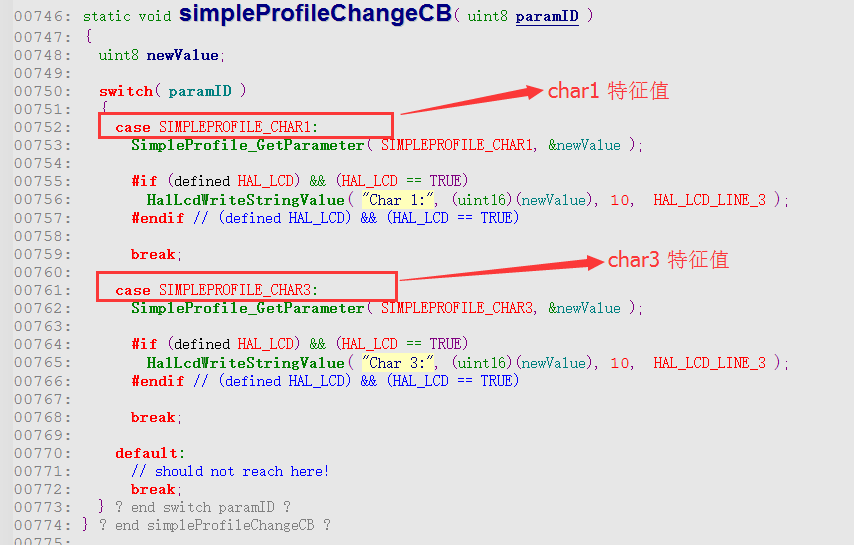 00746: static void simpleProfileChangeCB( uint8 paramID )
00747: {
00748:   uint8 newValue;
00749:
00750:   switch( paramID )
char1 特征值
00751:   {
00752:     case SIMPLEPROFILE_CHAR1:
00753:       SimpleProfile_GetParameter( SIMPLEPROFILE_CHAR1, &newValue );
00754:
00755:       #if (defined HAL_LCD) && (HAL_LCD == TRUE)
00756:         HalLcdWriteStringValue( "Char 1:", (uint16)(newValue), 10,  HAL_LCD_LINE_3 );
00757:       #endif // (defined HAL_LCD) && (HAL_LCD == TRUE)
00758:
00759:       break;
char3 特征值
00760:
00761:     case SIMPLEPROFILE_CHAR3:
00762:       SimpleProfile_GetParameter( SIMPLEPROFILE_CHAR3, &newValue );
00763:
00764:       #if (defined HAL_LCD) && (HAL_LCD == TRUE)
00765:         HalLcdWriteStringValue( "Char 3:", (uint16)(newValue), 10,  HAL_LCD_LINE_3 );
00766:       #endif // (defined HAL_LCD) && (HAL_LCD == TRUE)
00767:
00768:       break;
00769:
00770:     default:
00771:       // should not reach here!
00772:       break;
00773:   } ? end switch paramID ?
00774: } ? end simpleProfileChangeCB ?
00775: